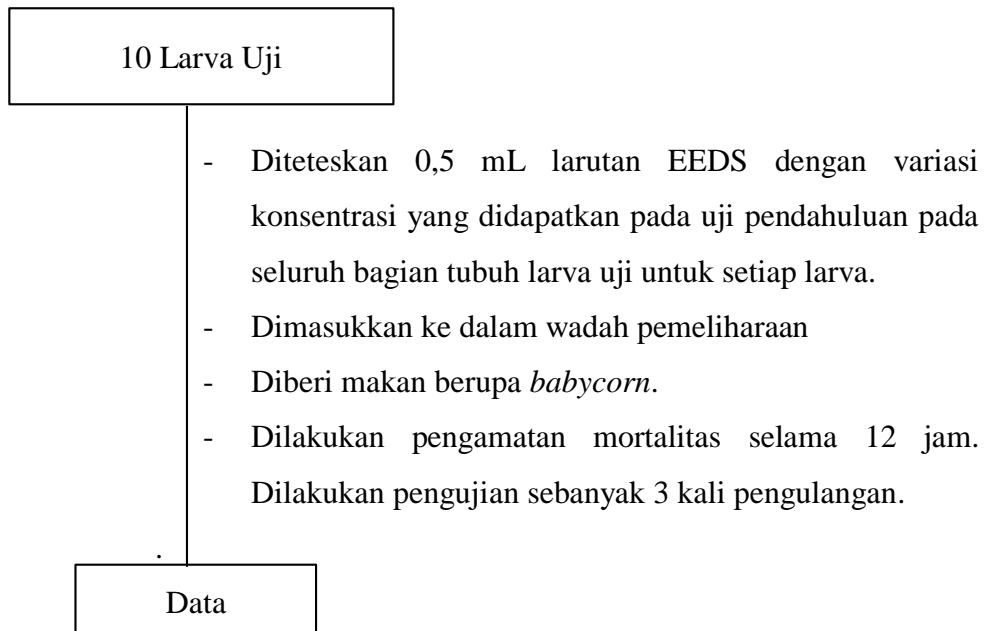 10 Larva Uji
- Diteteskan 0,5 mL larutan EEDS dengan variasi
konsentrasi yang didapatkan pada uji pendahuluan pada
seluruh bagian tubuh larva uji untuk setiap larva.
- Dimasukkan ke dalam wadah pemeliharaan
- Diberi makan berupa babycorn.
- Dilakukan pengamatan mortalitas selama 12 jam.
Dilakukan pengujian sebanyak 3 kali pengulangan.
.
Data